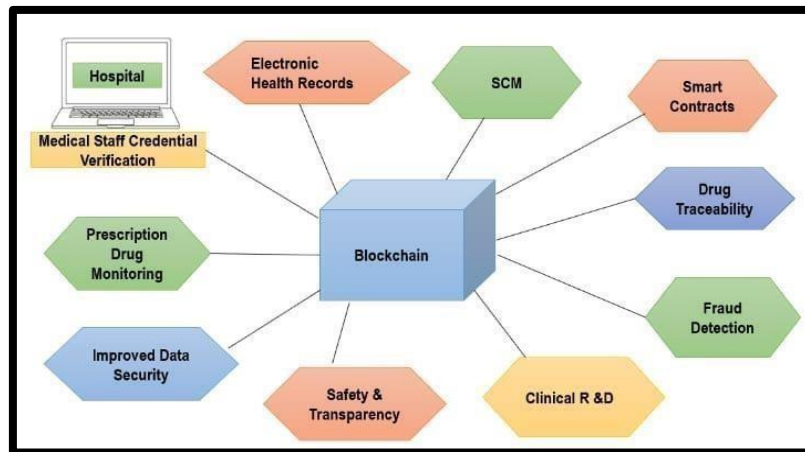 Hospital
Medical Staff Credential
Verification
Electronic
Health Records
SCM
Smart
Contracts
Drug
Traceability
Prescription
Drug
Monitoring
Blockchain
Fraud
Detection
Improved Data
Security
Safety &
Transparency
Clinical R &D